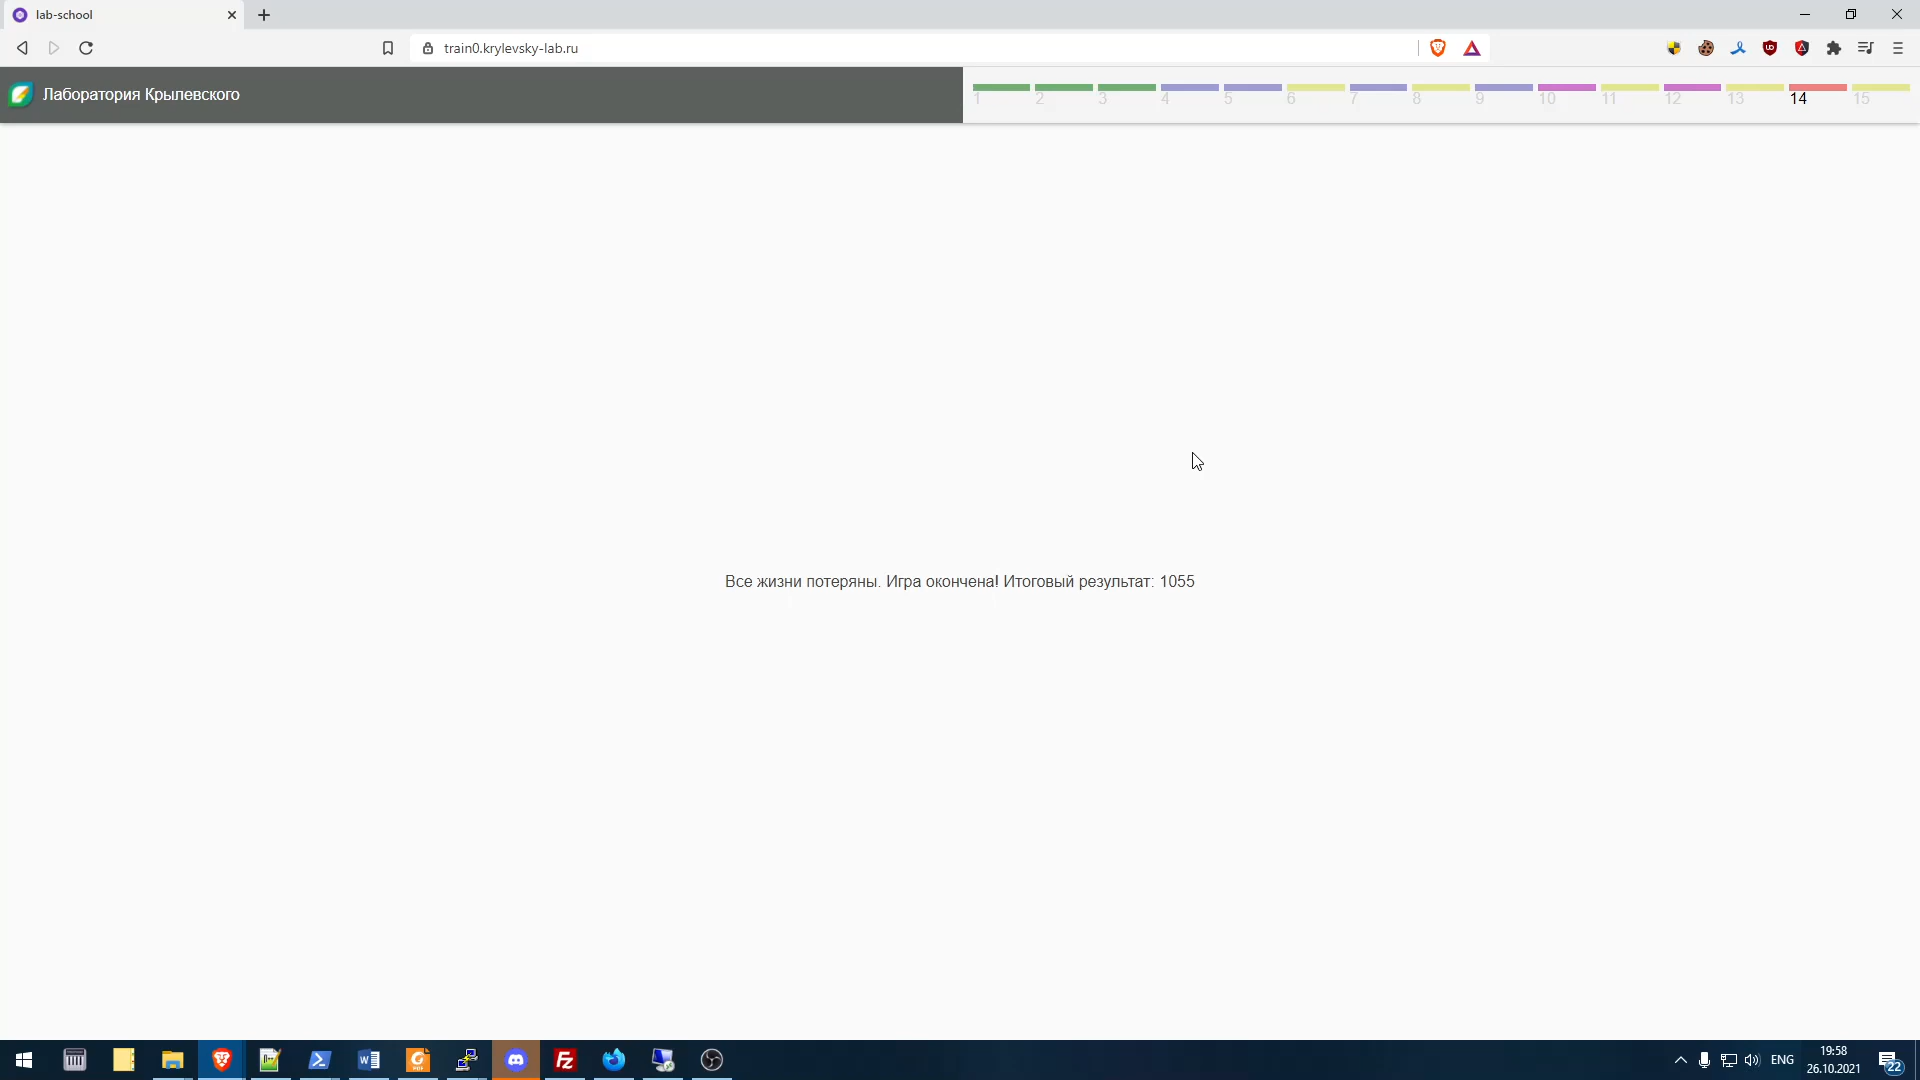 lab-school
train0.krylevsky-lab.ru
Лаборатория Крылевского
1 2 3 4 5 6 7 8 9 10 11 12 13 14 15
Все жизни потеряны. Игра окончена! Итоговый результат: 1055
ENG
19:58
26.10.2021
22